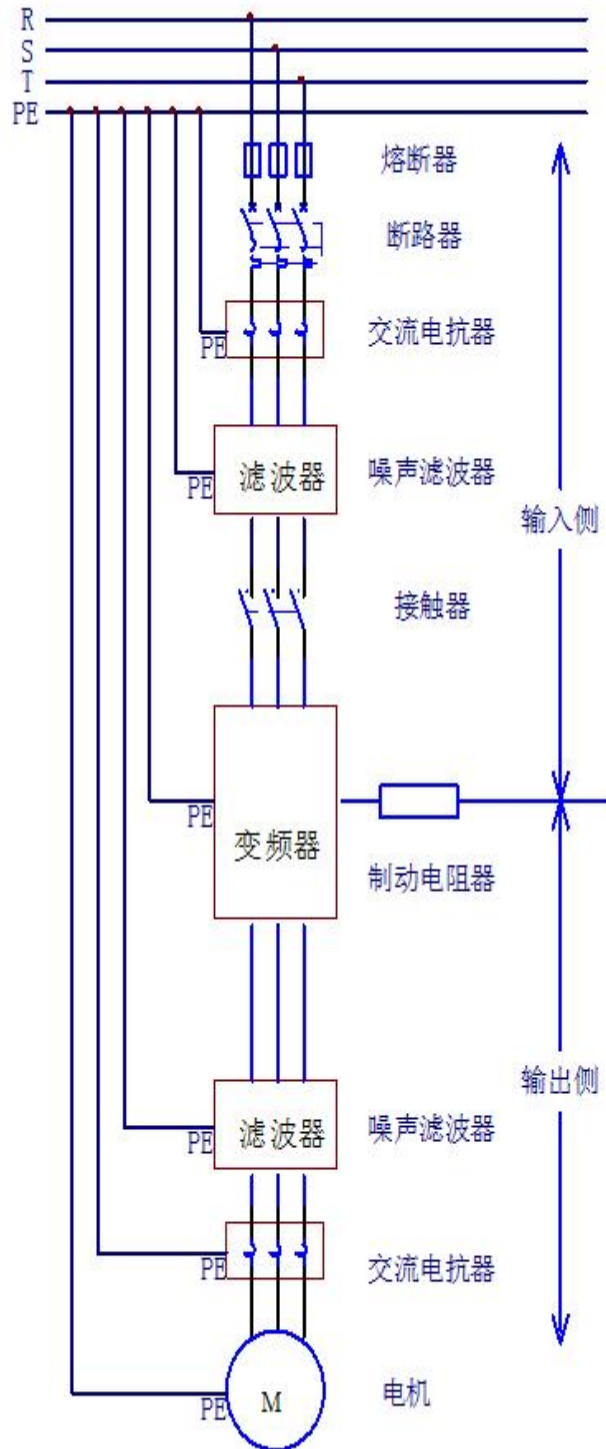 R
S
T
PE
熔断器
断路器
交流电抗器
PE
滤波器
噪声滤波器
PE
输入侧
接触器
PE
变频器
制动电阻器
输出侧
滤波器
噪声滤波器
PE
PE
交流电抗器
电机
M
PE